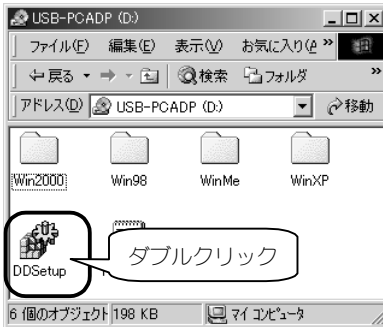 USB-PCADP (D:)
ファイル(F) 編集(E) 表示(V) お気に入り(A »
戻る 検索 フォルダ »
アドレス(D) USB-PCADP (D:) 移動
Win2000 Win98 WinMe WinXP
DDSetup
ダブルクリック
6 個のオブジェクト 198 KB マイ コンピュータ